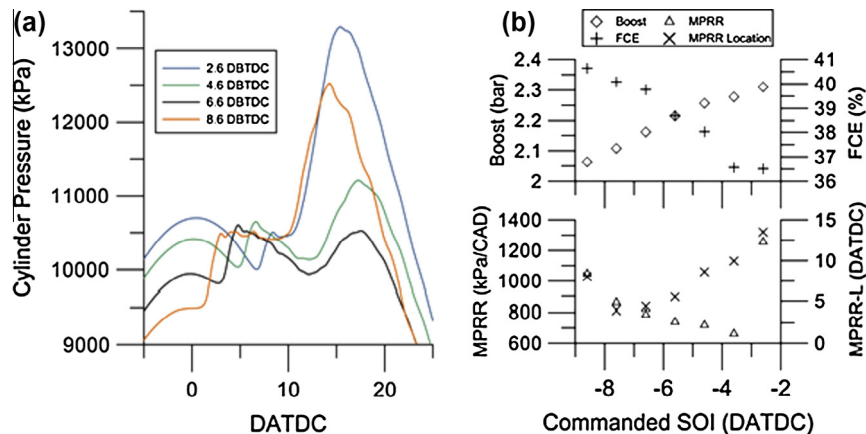 (a)
13000
12000
11000
10000
9000
Cylinder Pressure (kPa)
2.6 DBTDC
4.6 DBTDC
6.6 DBTDC
8.6 DBTDC
0
10
20
DATDC
(b)
Boost
MPRR
FCE
MPRR Location
2.4
2.3
2.2
2.1
2
Boost (bar)
41
40
39
38
37
36
FCE (%)
1400
1200
1000
800
600
MPRR (kPa/CAD)
15
10
5
0
MPRR-L (DATDC)
-8
-6
-4
-2
Commanded SOI (DATDC)